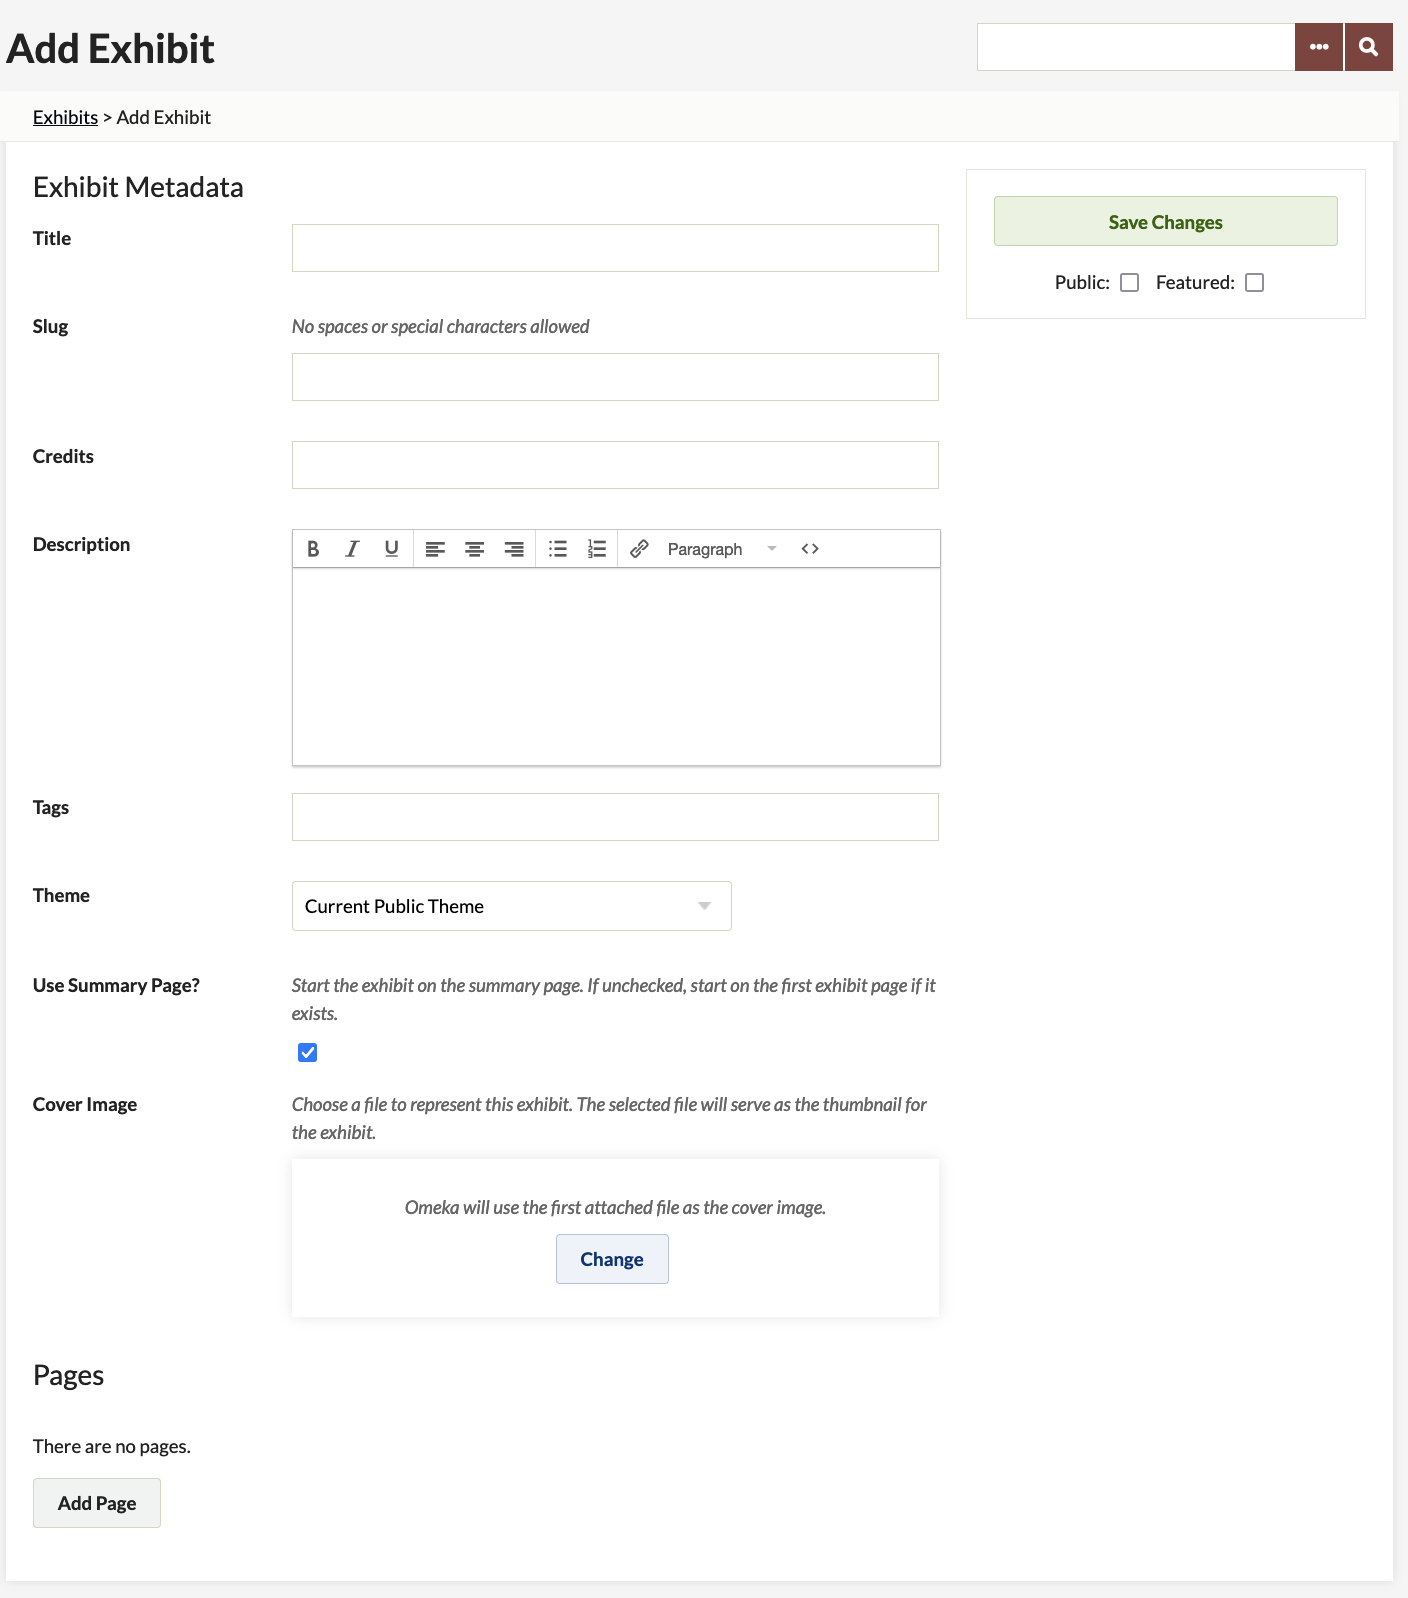 Add Exhibit
Exhibits > Add Exhibit
Exhibit Metadata
Save Changes
Public: Featured:
Title
Slug
No spaces or special characters allowed
Credits
Description
B I U Paragraph <>
Tags
Theme
Current Public Theme
Use Summary Page?
Start the exhibit on the summary page. If unchecked, start on the first exhibit page if it
exists.
Cover Image
Choose a file to represent this exhibit. The selected file will serve as the thumbnail for
the exhibit.
Omeka will use the first attached file as the cover image.
Change
Pages
There are no pages.
Add Page